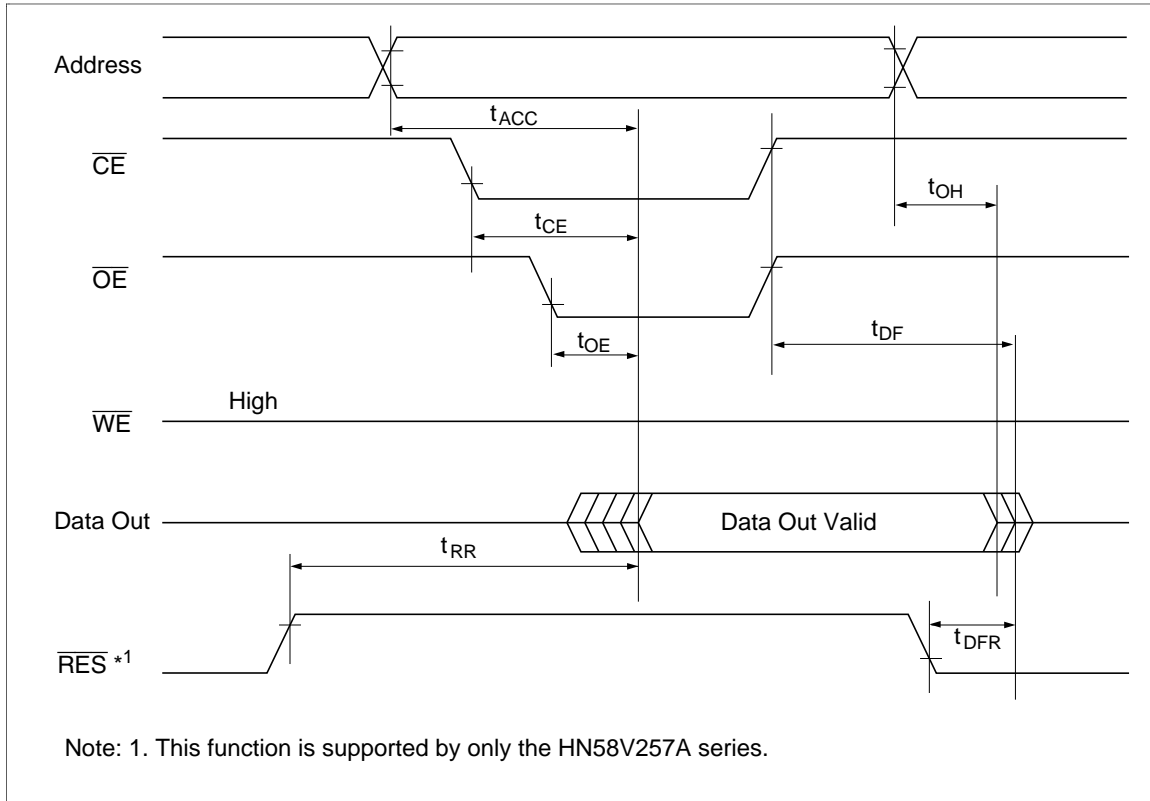 Address
tACC
CE
tOH
tCE
OE
tDF
tOE
High
WE
Data Out
Data Out Valid
tRR
RES *1
tDFR
Note: 1. This function is supported by only the HN58V257A series.